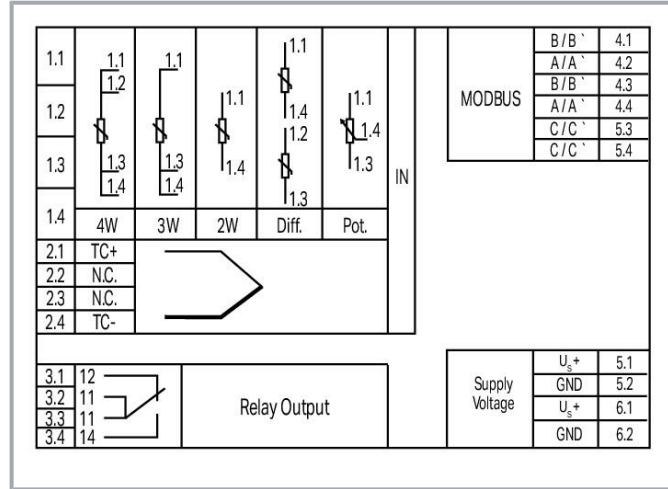 1.1
1.2
1.3
1.4
1.1
1.2
1.3
1.4
4W
1.1
1.3
1.4
3W
1.1
1.4
2W
1.1
1.4
1.2
1.3
Diff.
1.1
1.4
1.3
Pot.
IN
2.1 TC+
2.2 N.C.
2.3 N.C.
2.4 TC-
3.1 12
3.2 11
3.3 11
3.4 14
Relay Output
MODBUS
B/B` 4.1
A/A` 4.2
B/B` 4.3
A/A` 4.4
C/C` 5.3
C/C` 5.4
Supply
Voltage
Us+ 5.1
GND 5.2
Us+ 6.1
GND 6.2